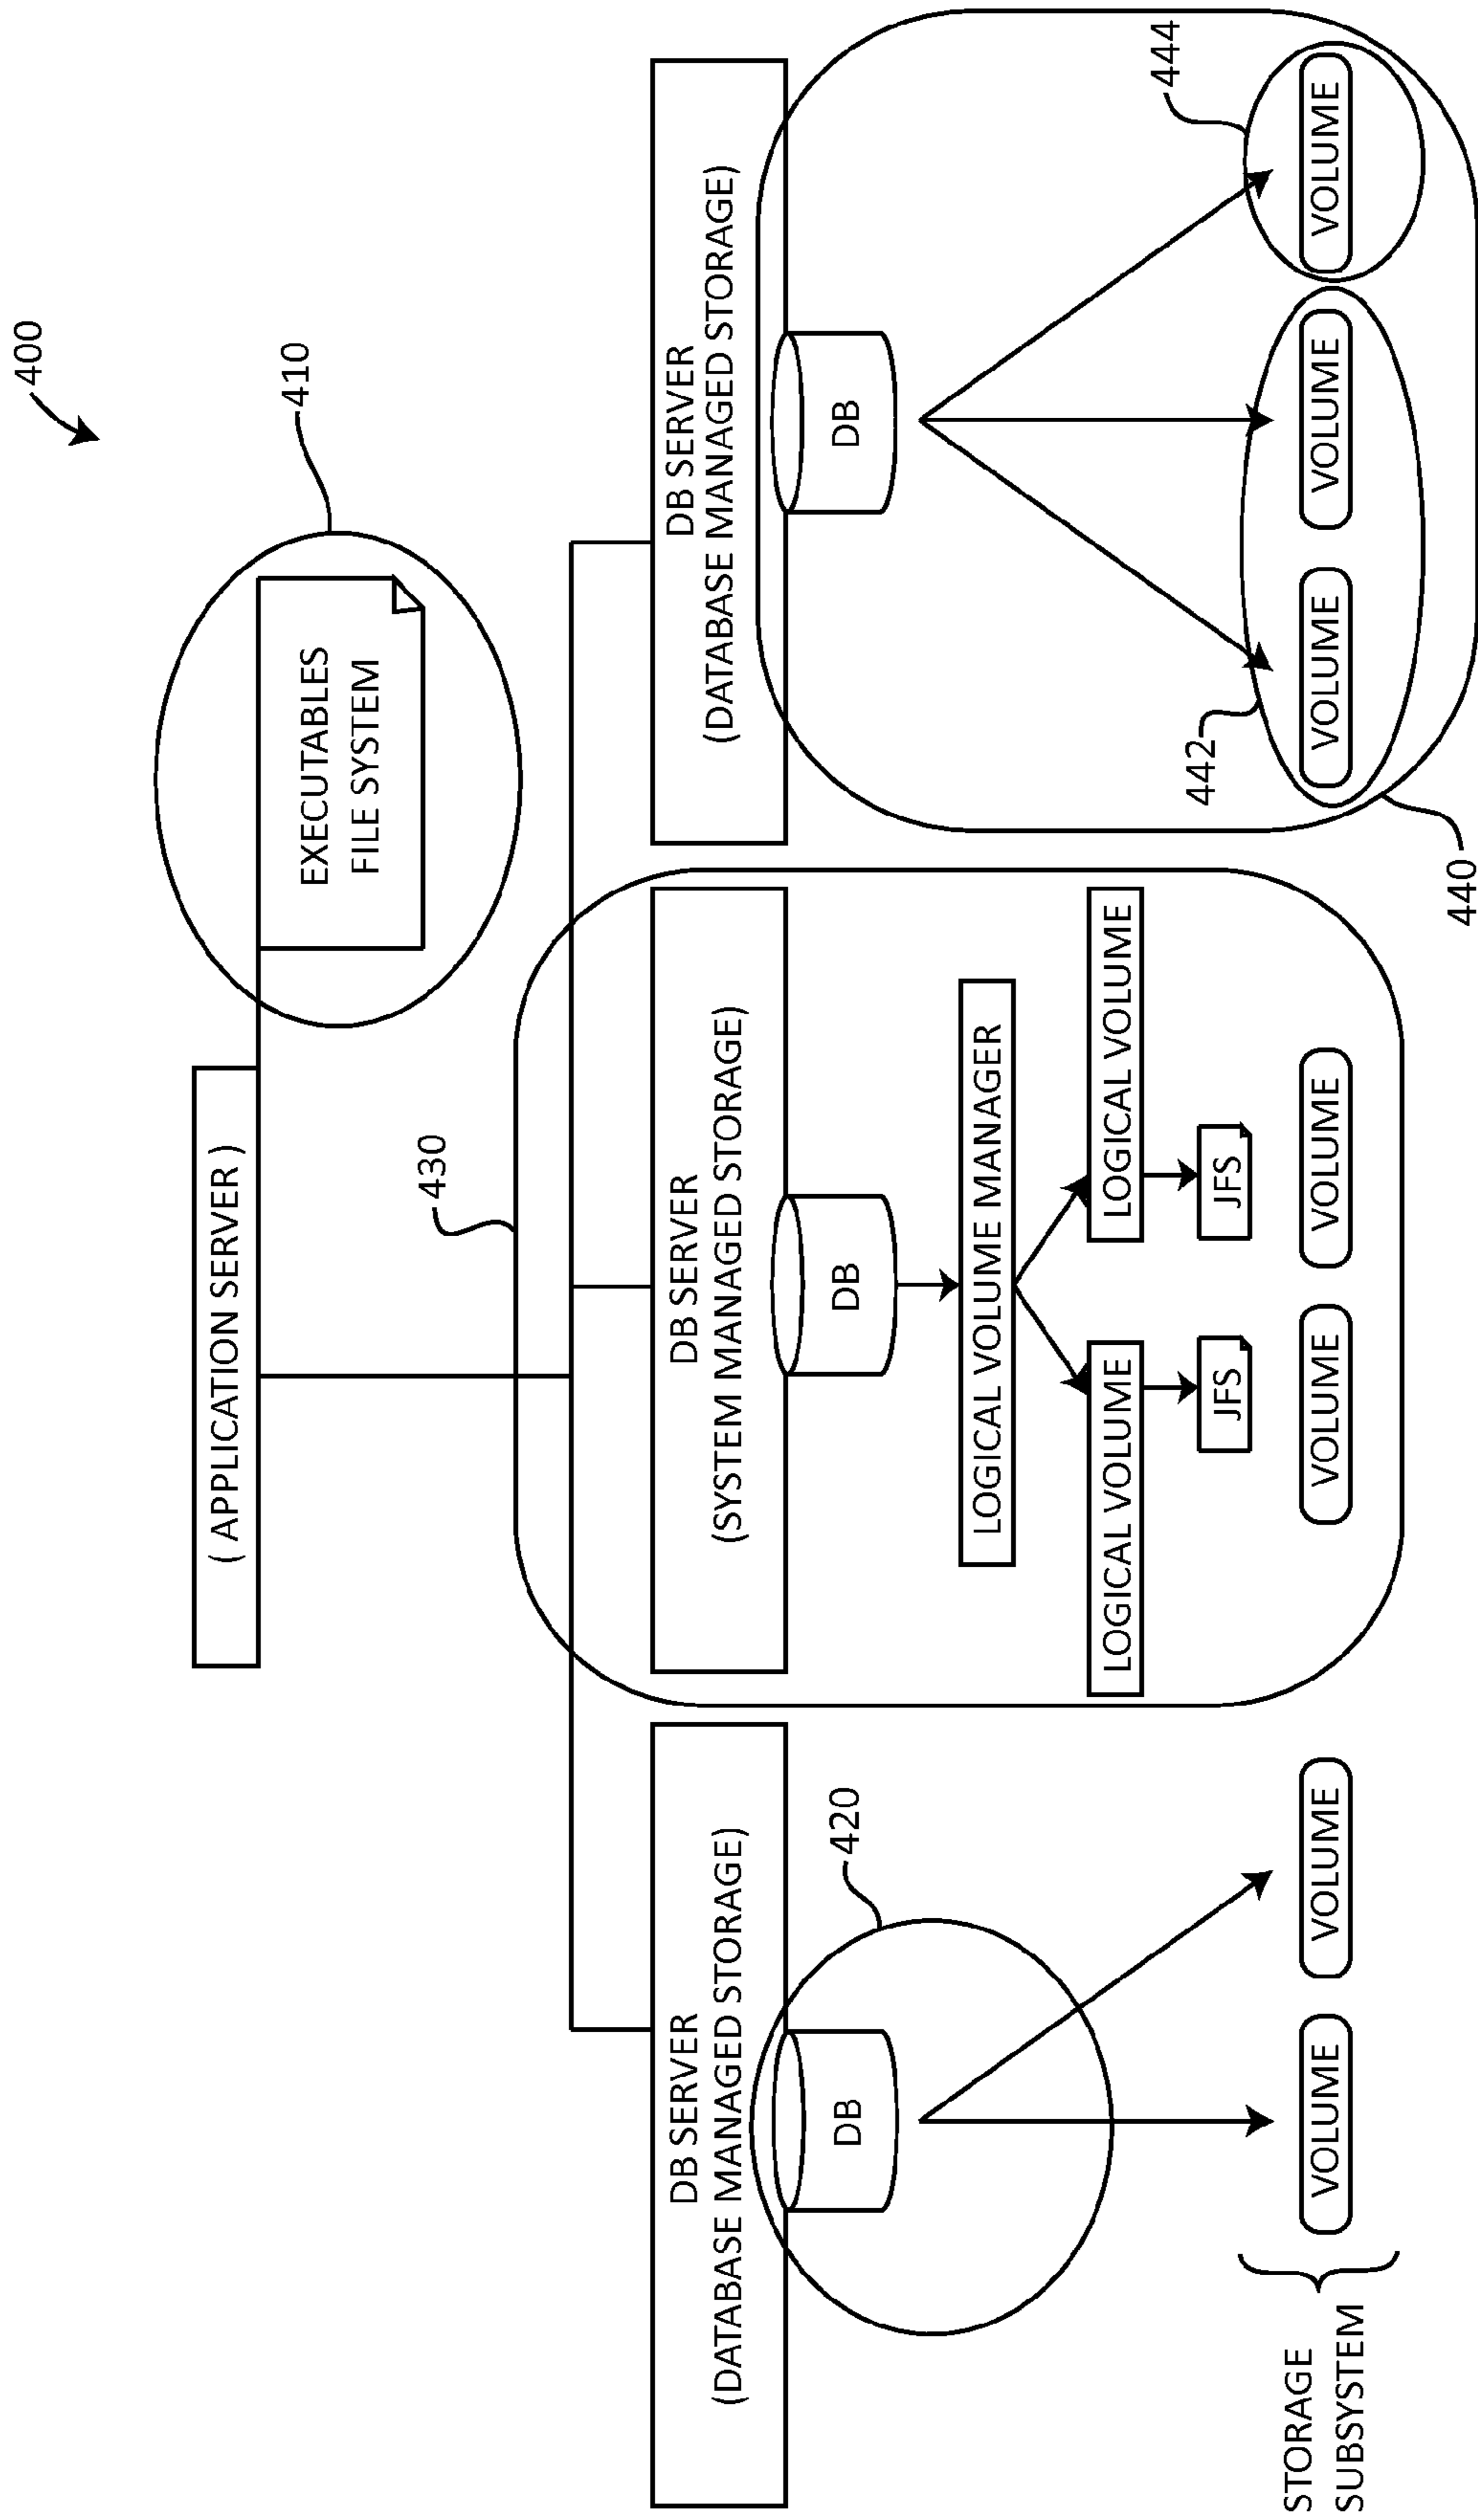 400
( APPLICATION SERVER )
410
EXECUTABLES
FILE SYSTEM
430
DB SERVER
(DATABASE MANAGED STORAGE)
DB SERVER
(SYSTEM MANAGED STORAGE)
DB SERVER
(DATABASE MANAGED STORAGE)
DB
420
DB
DB
LOGICAL VOLUME MANAGER
LOGICAL VOLUME
LOGICAL VOLUME
JFS
JFS
442
444
STORAGE
SUBSYSTEM
VOLUME
VOLUME
VOLUME
VOLUME
VOLUME
VOLUME
VOLUME
440